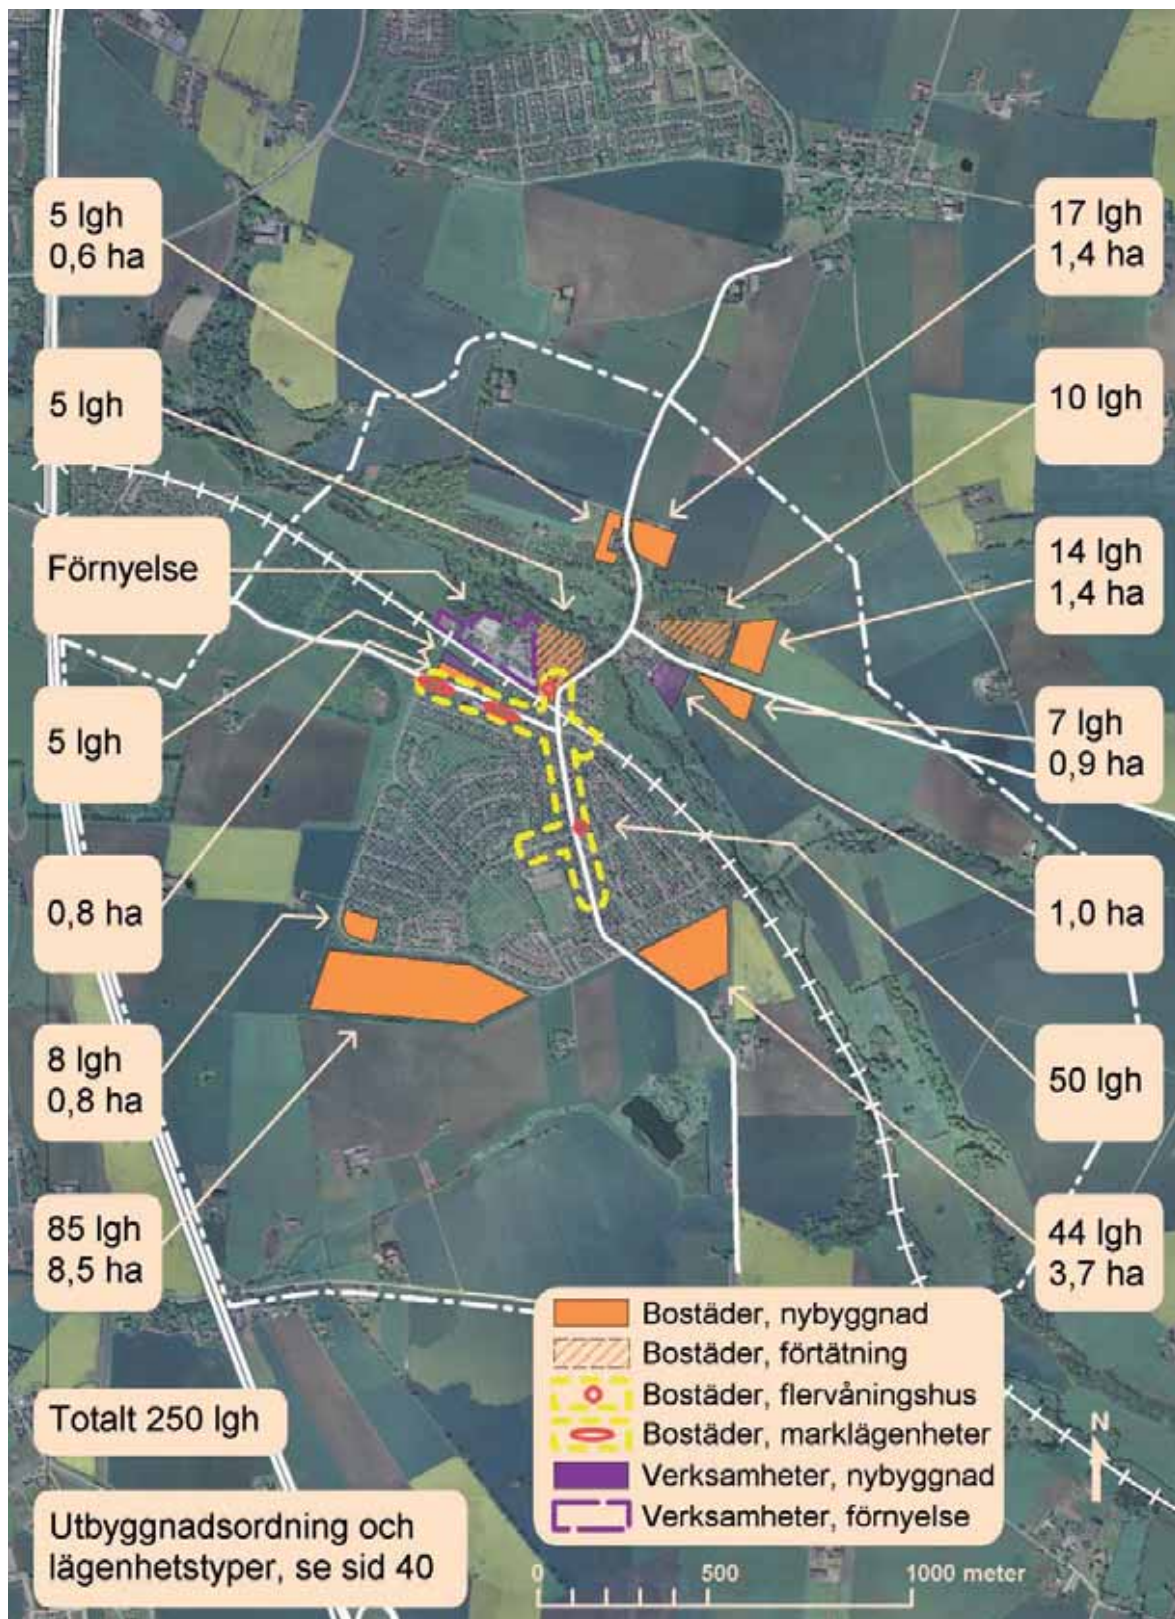 5 lgh
0,6 ha
5 lgh
Förnyelse
5 lgh
0,8 ha
8 lgh
0,8 ha
85 lgh
8,5 ha
Totalt 250 lgh
Utbyggnadsordning och
lägenhetstyper, se sid 40
17 lgh
1,4 ha
10 lgh
14 lgh
1,4 ha
7 lgh
0,9 ha
1,0 ha
50 lgh
44 lgh
3,7 ha
Bostäder, nybyggnad
Bostäder, förtätning
Bostäder, flervåningshus
Bostäder, marklägenheter
Verksamheter, nybyggnad
Verksamheter, förnyelse
N
0 500 1000 meter